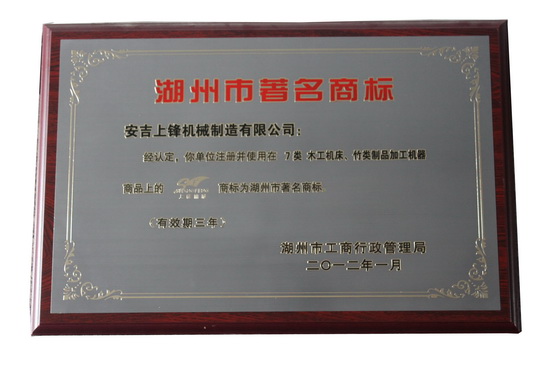 湖州市著名商标
安吉上锋机械制造有限公司：
经认定，你单位注册并使用在 7类 木工机床、竹类制品加工机器
商品上的 商标为湖州市著名商标
（有效期三年）
湖州市工商行政管理局
二〇一二年一月